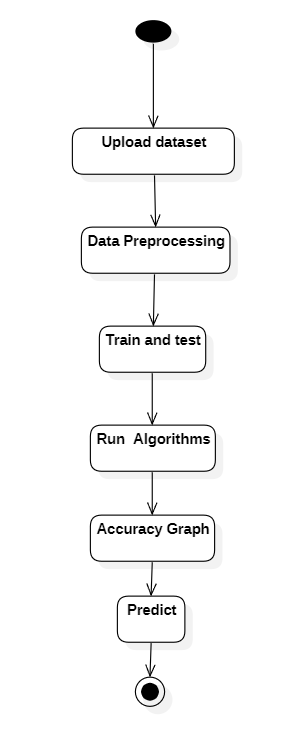 Upload dataset
Data Preprocessing
Train and test
Run  Algorithms
Accuracy Graph
Predict